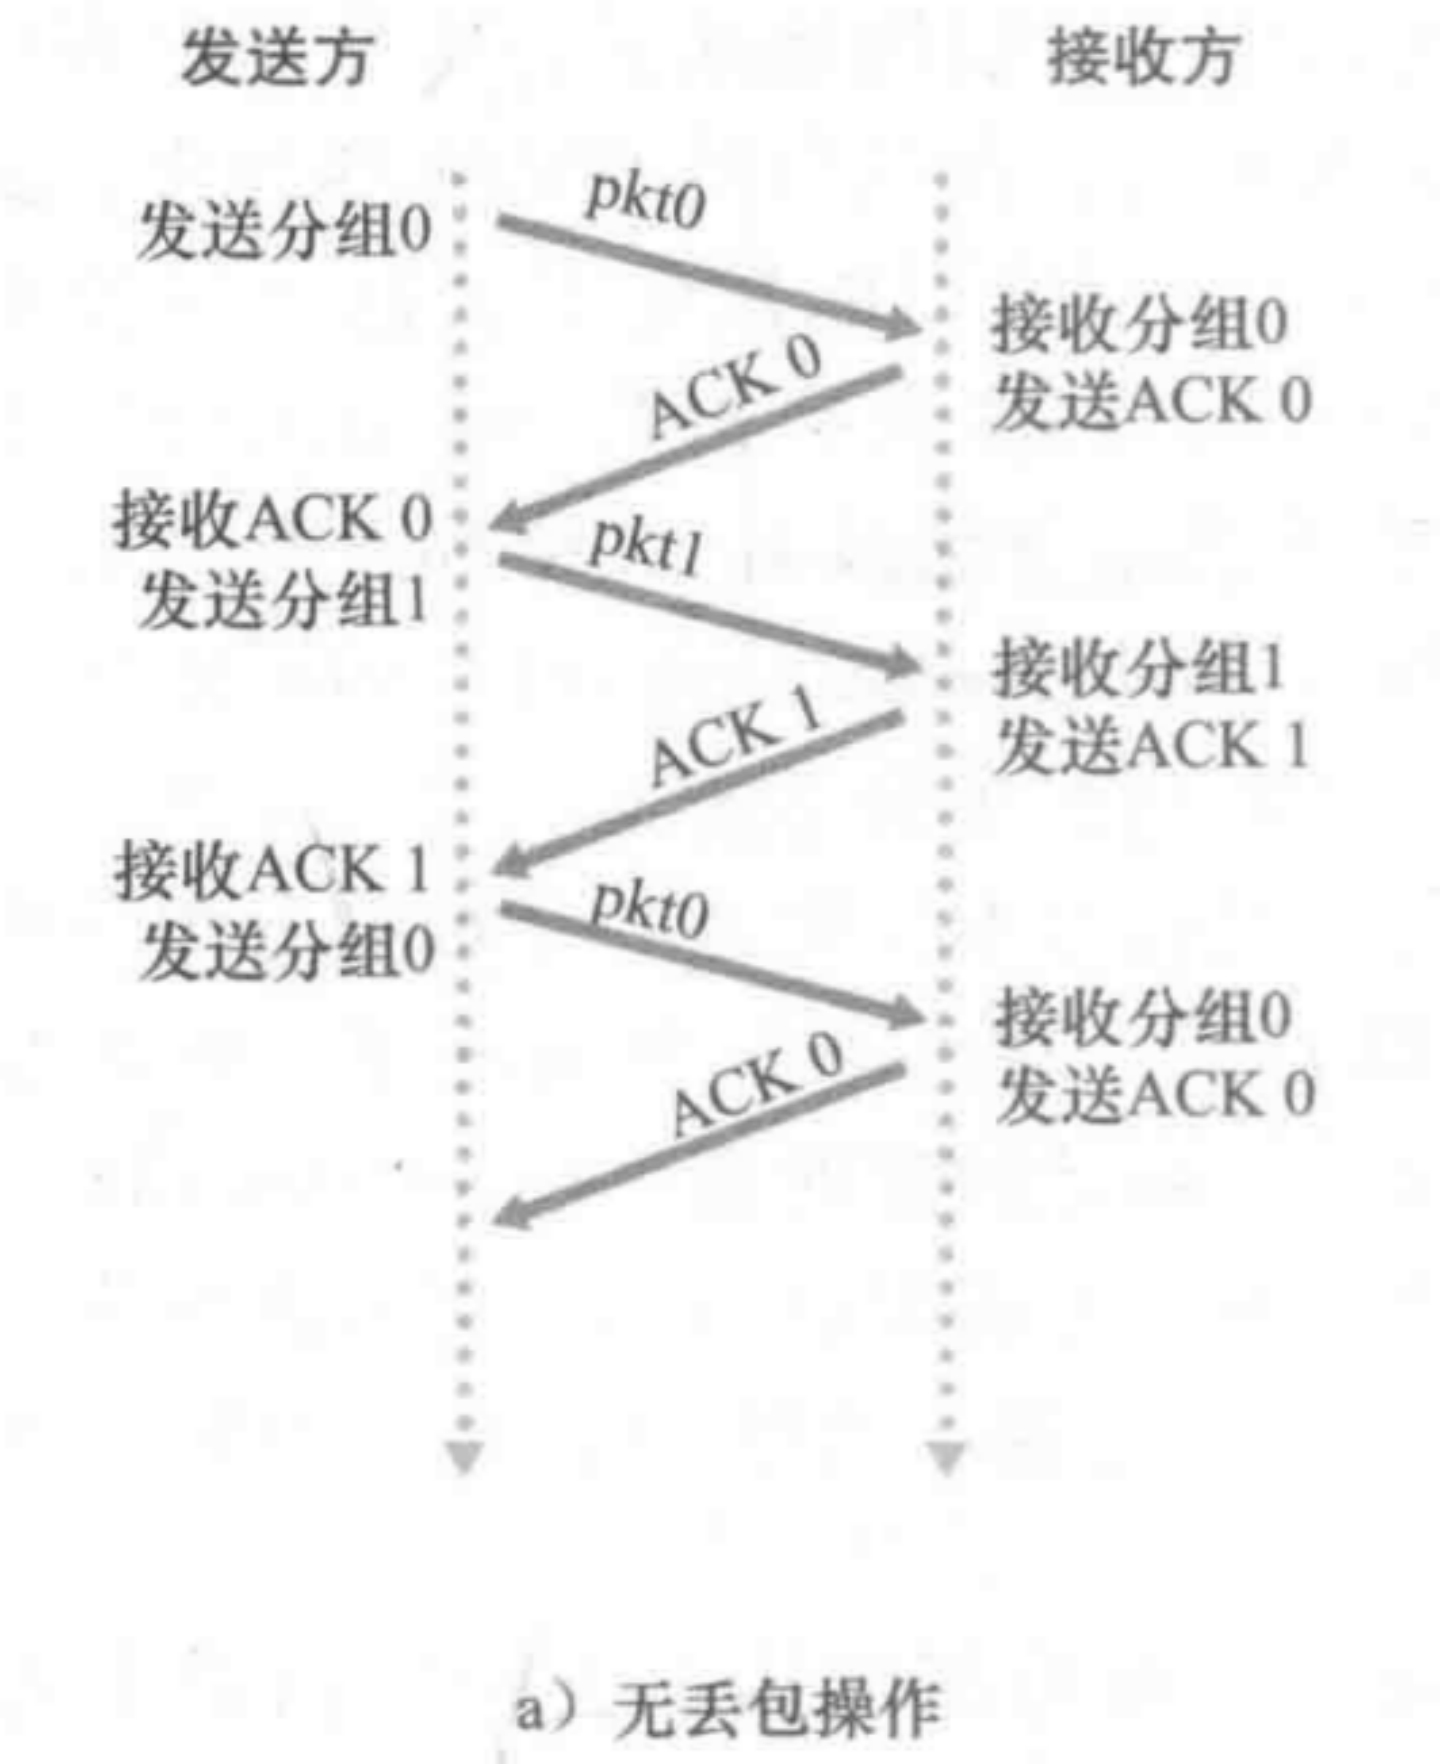 发送方
接收方
发送分组0
pkt0
接收分组0
发送ACK 0
ACK 0
接收ACK 0
发送分组1
pkt1
接收分组1
发送ACK 1
ACK 1
接收ACK 1
发送分组0
pkt0
接收分组0
发送ACK 0
ACK 0
a）无丢包操作